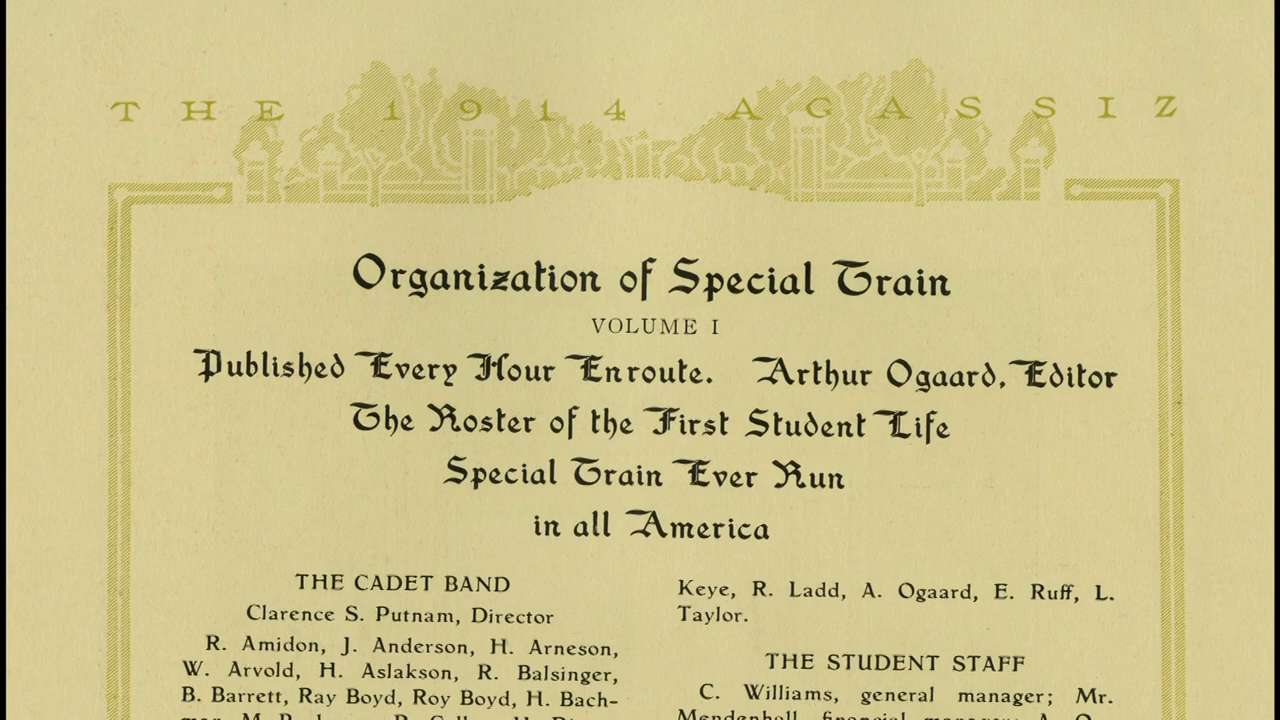 THE 1914 AGASSIZ
Organization of Special Train
VOLUME I
Published Every Hour Enroute. Arthur Ogaard, Editor
The Roster of the First Student Life
Special Train Ever Run
in all America
THE CADET BAND
Clarence S. Putnam, Director
R. Amidon, J. Anderson, H. Arneson,
W. Arvold, H. Aslakson, R. Balsinger,
B. Barrett, Ray Boyd, Roy Boyd, H. Bach-
Keye, R. Ladd, A. Ogaard, E. Ruff, L.
Taylor.
THE STUDENT STAFF
C. Williams, general manager; Mr.
Mendenhall, financial manager; A. O-